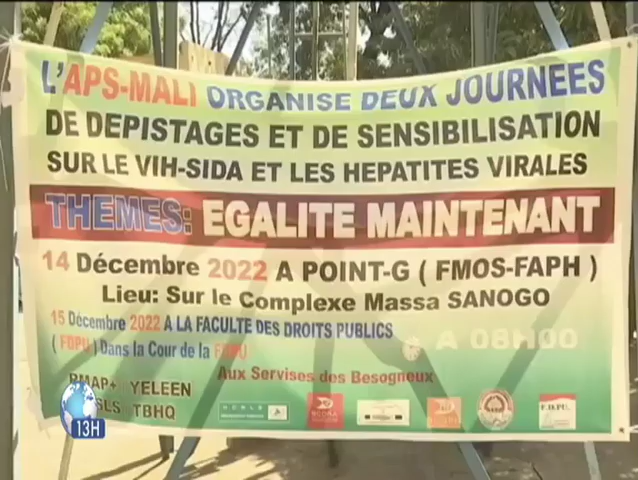 L'APS-MALI ORGANISE DEUX JOURNEES
DE DEPISTAGES ET DE SENSIBILISATION
SUR LE VIH-SIDA ET LES HEPATITES VIRALES
THEMES: EGALITE MAINTENANT
14 Décembre 2022 A POINT-G ( FMOS-FAPH )
Lieu: Sur le Complexe Massa SANOGO
15 Décembre 2022 A LA FACULTE DES DROITS PUBLICS
( FDPU ) Dans la Cour de la FDPU
A 08H00
Aux Servises des Besogneux
RMAP+ YELEEN
SLS TBHQ
13H